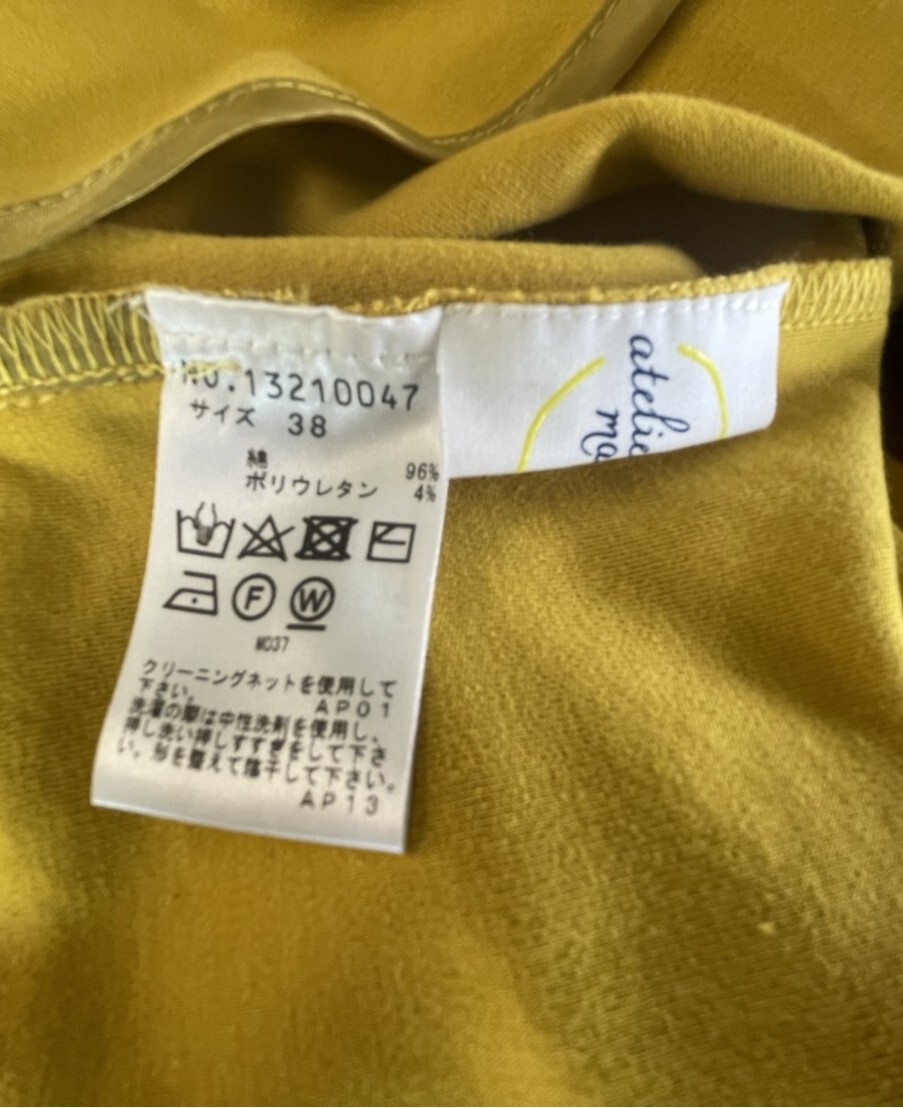 No.13210047
サイズ 38
綿 96%
ポリウレタン 4%
F W
M037
クリーニングネットを使用して
下さい。
AP01
洗濯の際は中性洗剤を使用し、
押し洗い押しすすぎをして下さ
い。形を整えて陰干して下さい。
AP13
atelie
mo